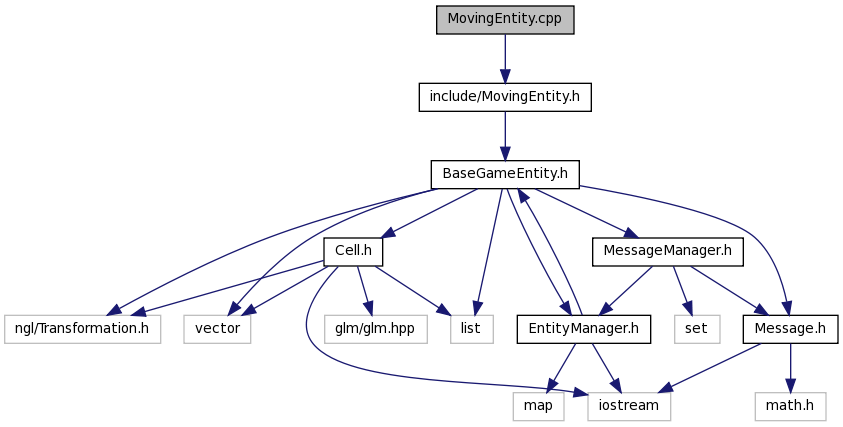 MovingEntity.cpp
include/MovingEntity.h
BaseGameEntity.h
Cell.h
MessageManager.h
ngl/Transformation.h
vector
glm/glm.hpp
list
EntityManager.h
set
Message.h
map
iostream
math.h